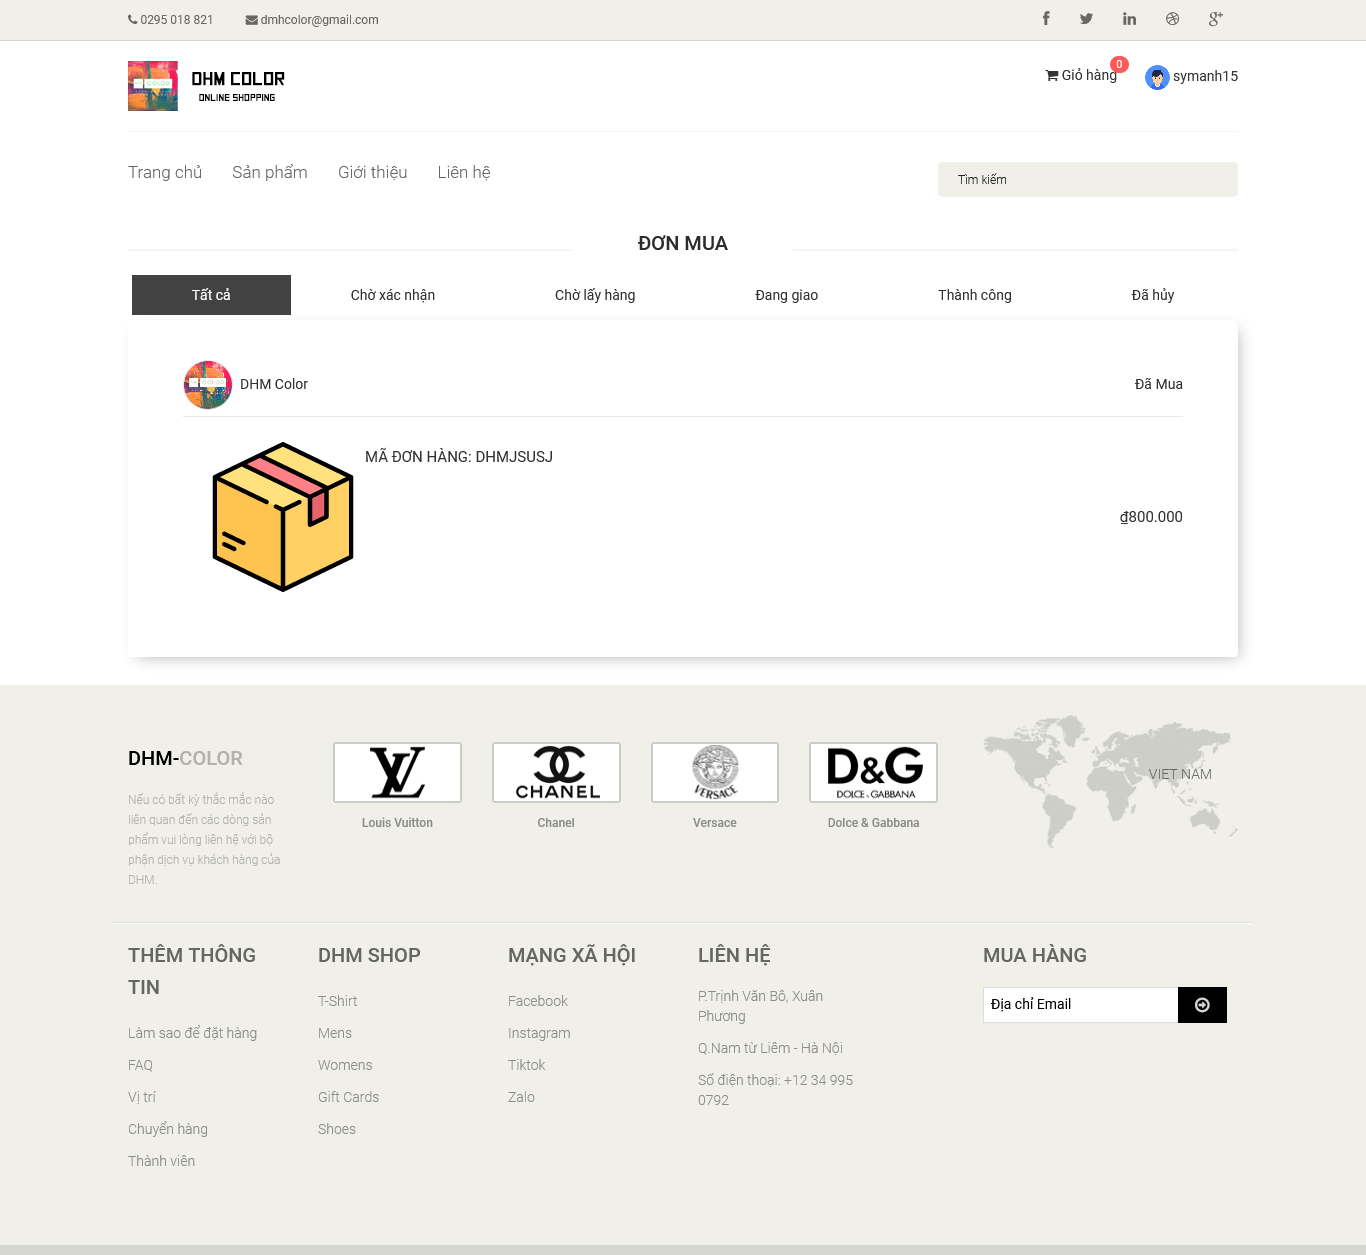 0295 018 821 dmhcolor@gmail.com
DHM COLOR
ONLINE SHOPPING
Giỏ hàng 0 symanh15
Trang chủ Sản phẩm Giới thiệu Liên hệ
Tìm kiếm
ĐƠN MUA
Tất cả Chờ xác nhận Chờ lấy hàng Đang giao Thành công Đã hủy
DHM Color Đã Mua
MÃ ĐƠN HÀNG: DHMJSUSJ
₫800.000
DHM-COLOR
Nếu có bất kỳ thắc mắc nào
liên quan đến các dòng sản
phẩm vui lòng liên hệ với bộ
phận dịch vụ khách hàng của
DHM.
LV
Louis Vuitton
CHANEL
Chanel
VERSACE
Versace
D&G
DOLCE & GABBANA
Dolce & Gabbana
VIET NAM
THÊM THÔNG
TIN
Làm sao để đặt hàng
FAQ
Vị trí
Chuyển hàng
Thành viên
DHM SHOP
T-Shirt
Mens
Womens
Gift Cards
Shoes
MẠNG XÃ HỘI
Facebook
Instagram
Tiktok
Zalo
LIÊN HỆ
P.Trịnh Văn Bô, Xuân
Phương
Q.Nam từ Liêm - Hà Nội
Số điện thoại: +12 34 995
0792
MUA HÀNG
Địa chỉ Email